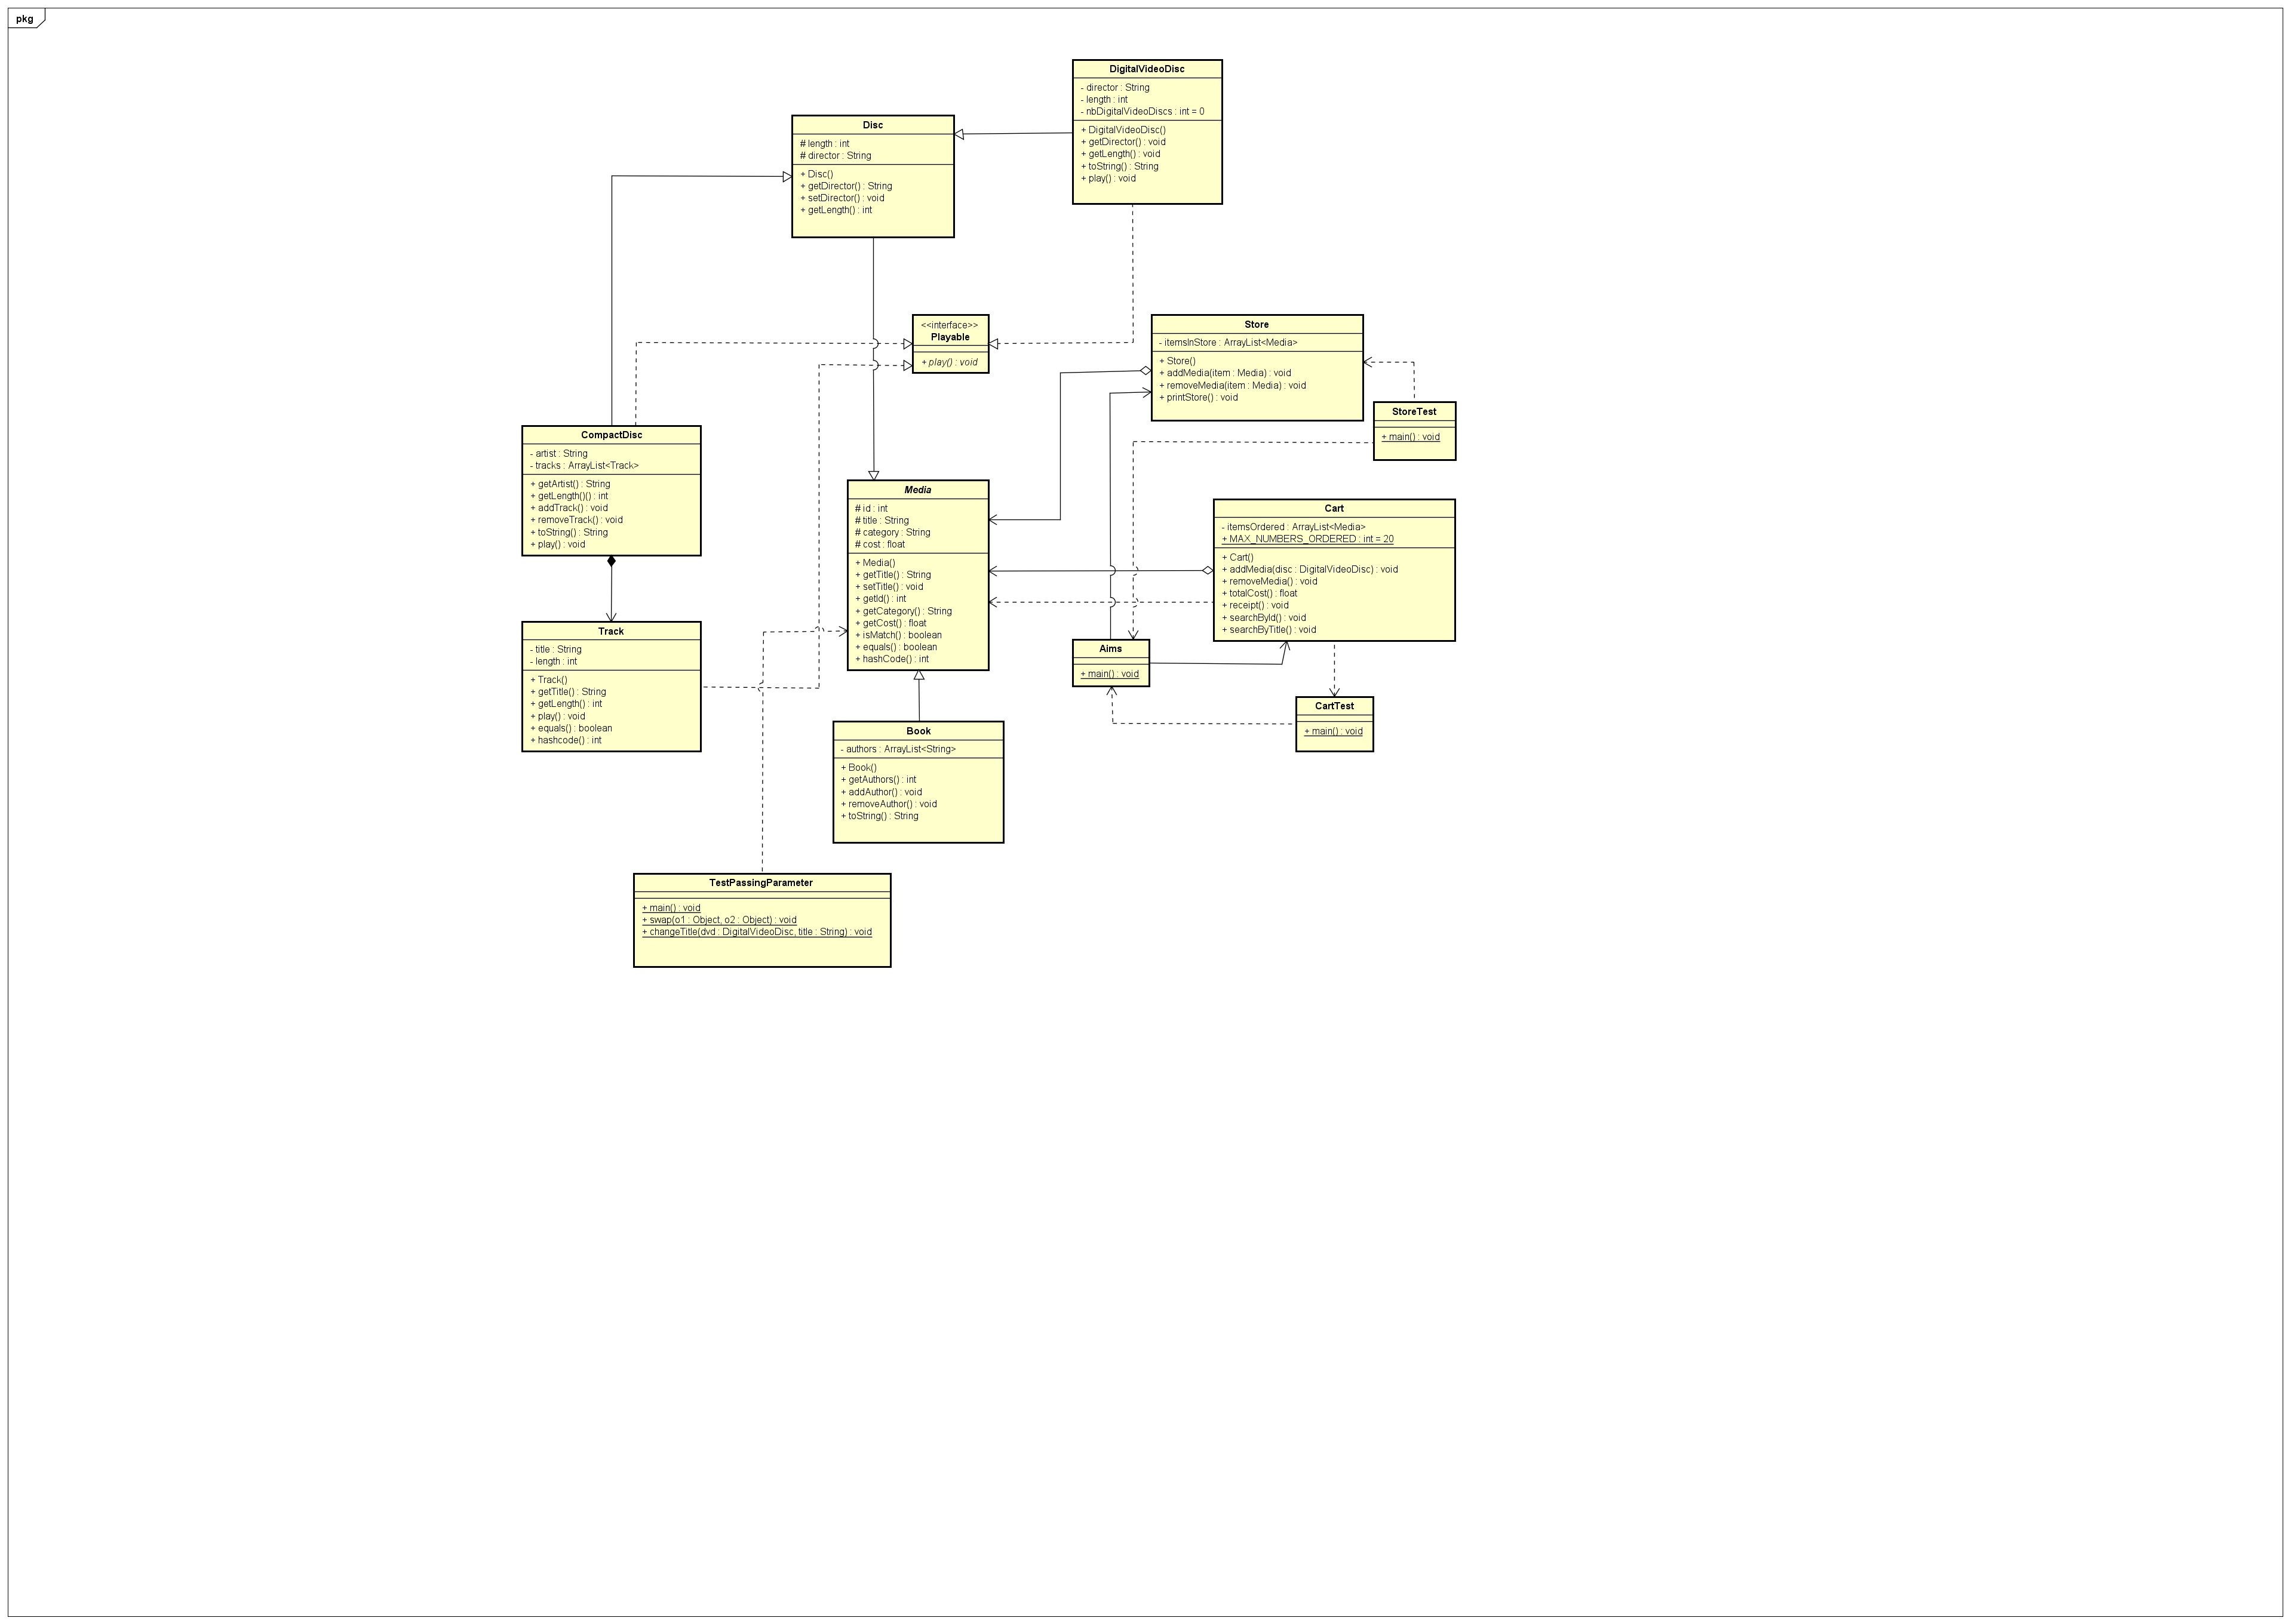 pkg
DigitalVideoDisc
- director : String
- length : int
- nbDigitalVideoDiscs : int = 0
+ DigitalVideoDisc()
+ getDirector() : void
+ getLength() : void
+ toString() : String
+ play() : void
Disc
# length : int
# director : String
+ Disc()
+ getDirector() : String
+ setDirector() : void
+ getLength() : int
<<interface>>
Playable
+ play() : void
Store
- itemsInStore : ArrayList<Media>
+ Store()
+ addMedia(item : Media) : void
+ removeMedia(item : Media) : void
+ printStore() : void
StoreTest
+ main() : void
CompactDisc
- artist : String
- tracks : ArrayList<Track>
+ getArtist() : String
+ getLength()() : int
+ addTrack() : void
+ removeTrack() : void
+ toString() : String
+ play() : void
Media
# id : int
# title : String
# category : String
# cost : float
+ Media()
+ getTitle() : String
+ setTitle() : void
+ getId() : int
+ getCategory() : String
+ getCost() : float
+ isMatch() : boolean
+ equals() : boolean
+ hashCode() : int
Cart
- itemsOrdered : ArrayList<Media>
+ MAX_NUMBERS_ORDERED : int = 20
+ Cart()
+ addMedia(disc : DigitalVideoDisc) : void
+ removeMedia() : void
+ totalCost() : float
+ receipt() : void
+ searchById() : void
+ searchByTitle() : void
Track
- title : String
- length : int
+ Track()
+ getTitle() : String
+ getLength() : int
+ play() : void
+ equals() : boolean
+ hashcode() : int
Aims
+ main() : void
CartTest
+ main() : void
Book
- authors : ArrayList<String>
+ Book()
+ getAuthors() : int
+ addAuthor() : void
+ removeAuthor() : void
+ toString() : String
TestPassingParameter
+ main() : void
+ swap(o1 : Object, o2 : Object) : void
+ changeTitle(dvd : DigitalVideoDisc, title : String) : void